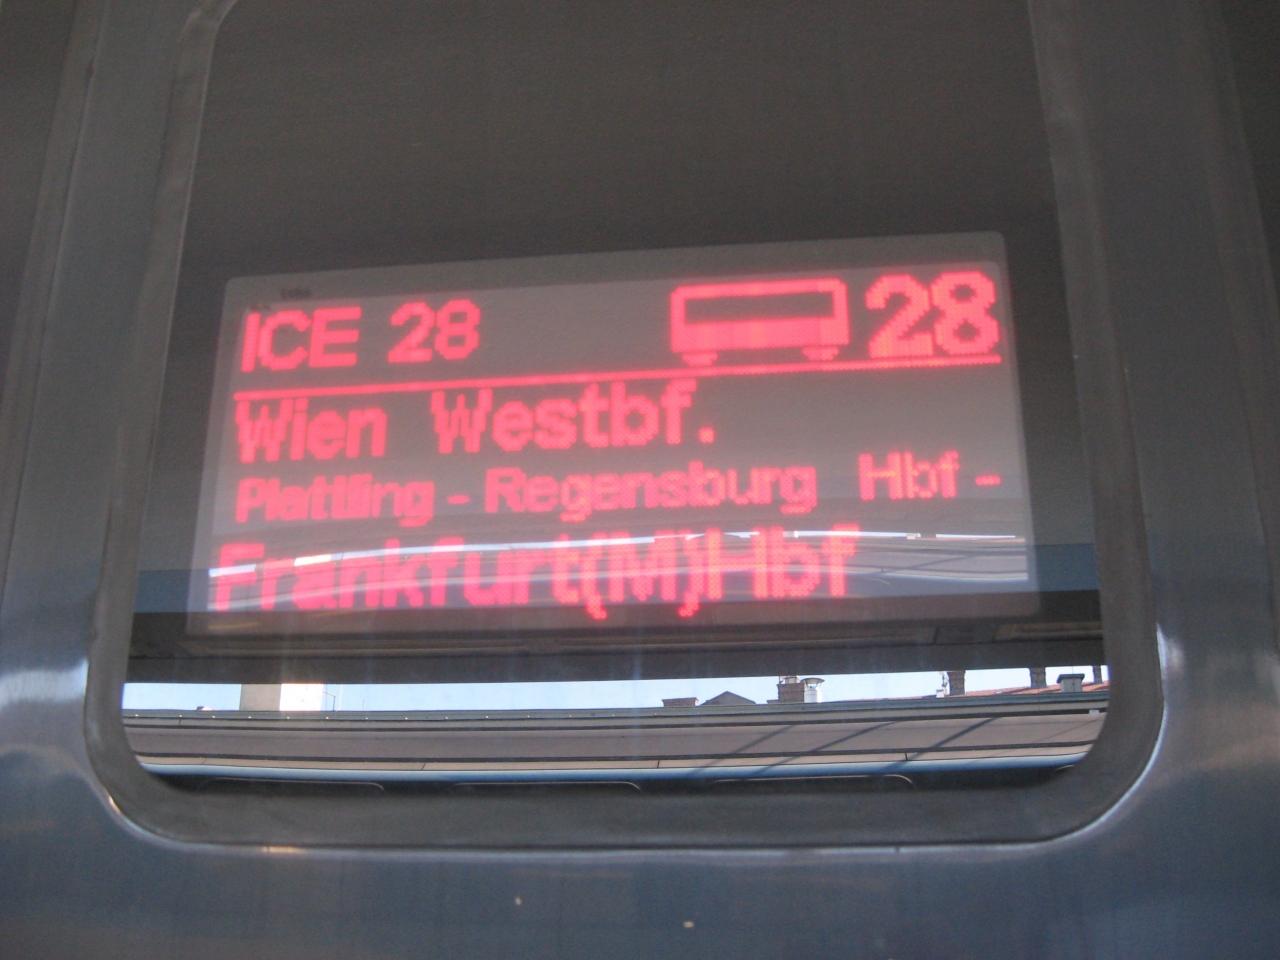 ICE 28 28
Wien Westbf.
Plattling - Regensburg Hbf -
Frankfurt(M)Hbf